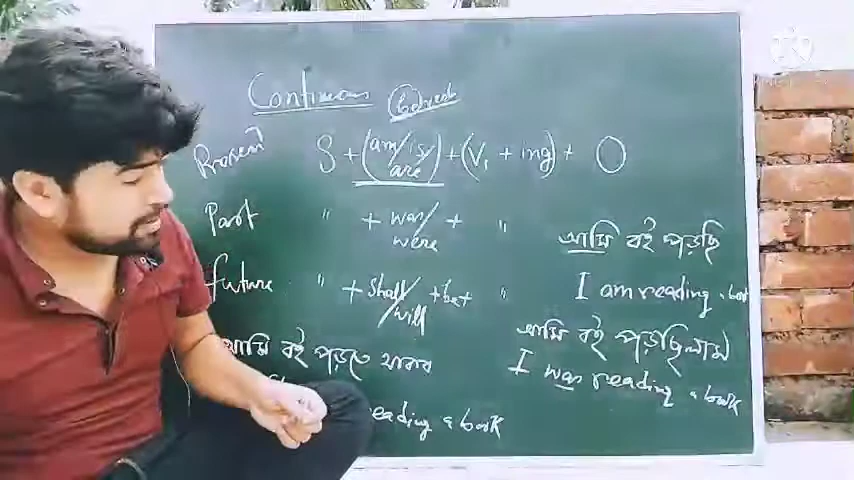 Continuous
Present S + (am/is/are) + (V₁ + ing) + O
Past " + was/were + "
Future " + shall/will + be + "
আমি বই পড়ছি
I am reading a book
আমি বই পড়ছিলাম
I was reading a book
আমি বই পড়তে থাকব
reading a book